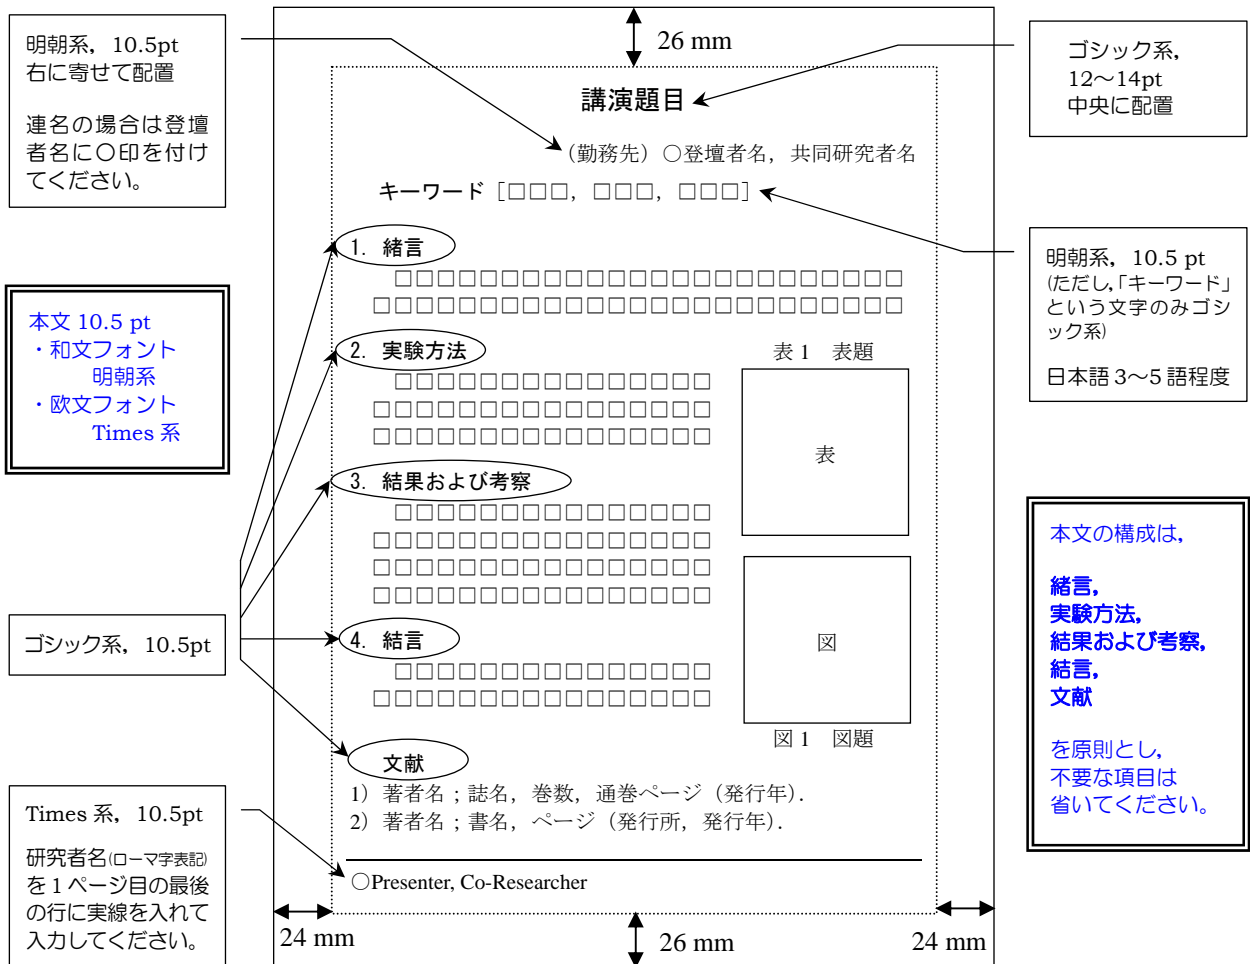 明朝系，10.5pt
右に寄せて配置
連名の場合は登壇
者名に〇印を付け
てください。
26 mm
ゴシック系，
12～14pt
中央に配置
講演題目
（勤務先）○登壇者名，共同研究者名
キーワード［□□□，□□□，□□□］
1. 緒言
□□□□□□□□□□□□□□□□□□□□□□□□
□□□□□□□□□□□□□□□□□□□□□□□□□
明朝系，10.5 pt
(ただし，「キーワード」
という文字のみゴシ
ック系)
日本語 3～5 語程度
本文 10.5 pt
・和文フォント
明朝系
・欧文フォント
Times 系
2. 実験方法
□□□□□□□□□□□□□□□
□□□□□□□□□□□□□□□□
□□□□□□□□□□□□□□□□
表 1　表題
表
3. 結果および考察
□□□□□□□□□□□□□□□
□□□□□□□□□□□□□□□□
□□□□□□□□□□□□□□□□
□□□□□□□□□□□□□□□□
図
図 1　図題
本文の構成は，
緒言，
実験方法，
結果および考察，
結言，
文献
を原則とし，
不要な項目は
省いてください。
ゴシック系，10.5pt
4. 結言
□□□□□□□□□□□□□□□
□□□□□□□□□□□□□□□□
文献
1）著者名；誌名，巻数，通巻ページ（発行年）.
2）著者名；書名，ページ（発行所，発行年）.
Times 系，10.5pt
研究者名(ローマ字表記)
を 1 ページ目の最後
の行に実線を入れて
入力してください。
○Presenter, Co-Researcher
24 mm
26 mm
24 mm